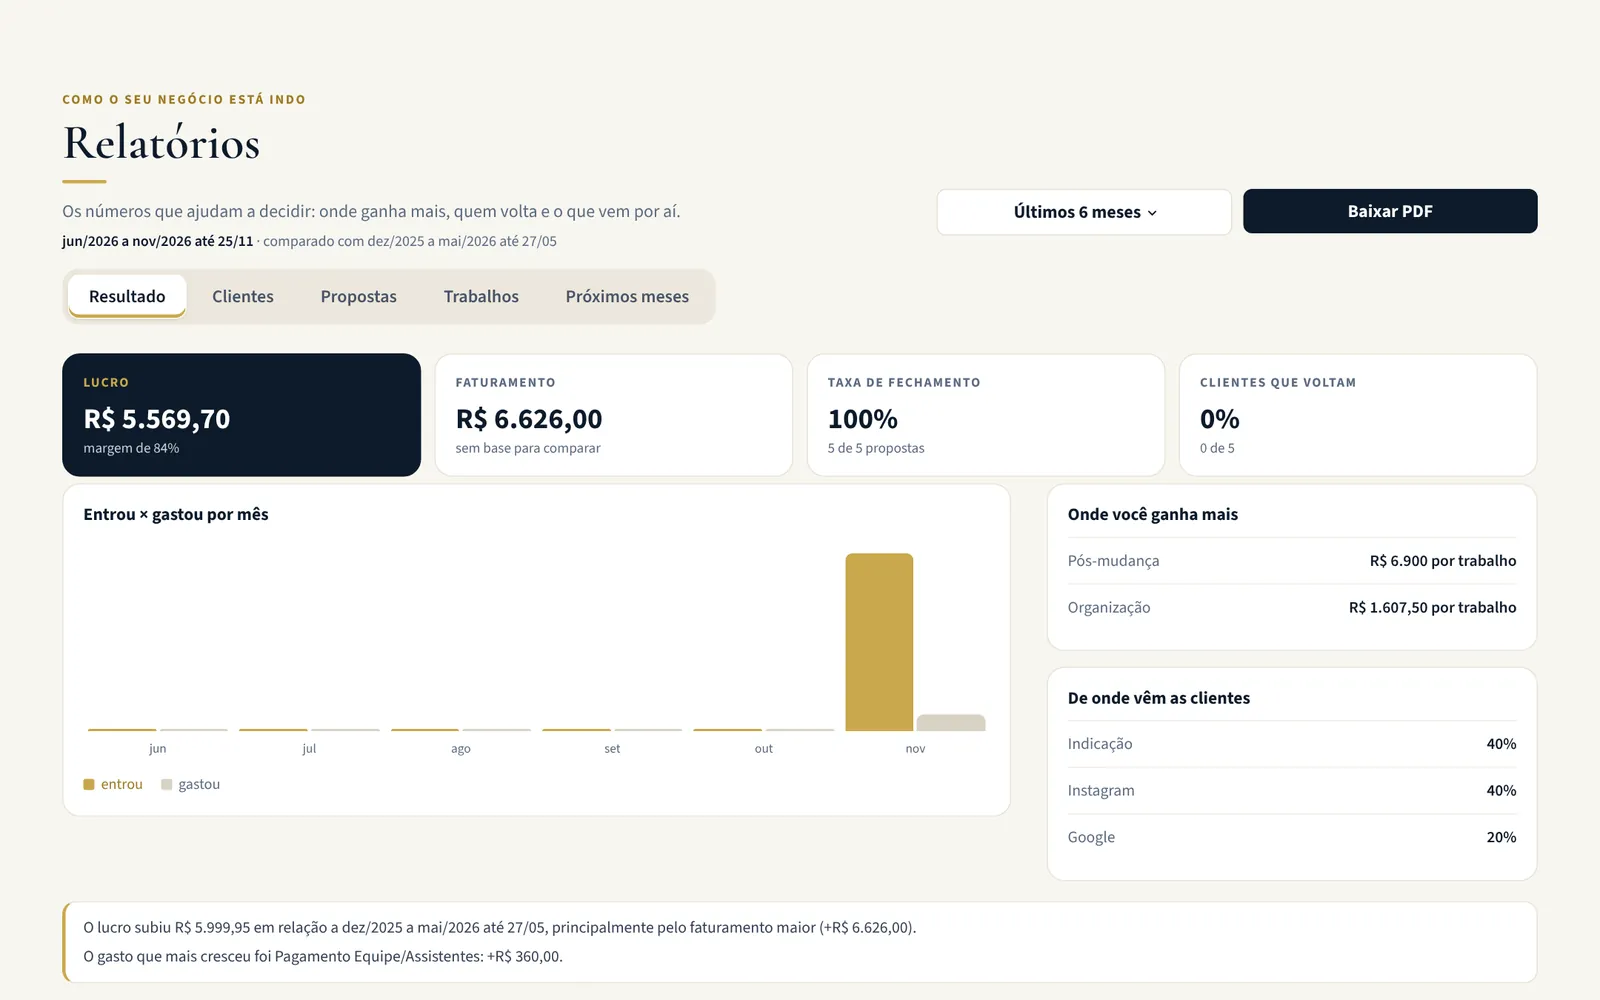 COMO O SEU NEGÓCIO ESTÁ INDO
Relatórios
Os números que ajudam a decidir: onde ganha mais, quem volta e o que vem por aí.
jun/2026 a nov/2026 até 25/11 · comparado com dez/2025 a mai/2026 até 27/05
Últimos 6 meses
Baixar PDF
Resultado
Clientes
Propostas
Trabalhos
Próximos meses
LUCRO
R$ 5.569,70
margem de 84%
FATURAMENTO
R$ 6.626,00
sem base para comparar
TAXA DE FECHAMENTO
100%
5 de 5 propostas
CLIENTES QUE VOLTAM
0%
0 de 5
Entrou × gastou por mês
jun
jul
ago
set
out
nov
entrou
gastou
Onde você ganha mais
Pós-mudança R$ 6.900 por trabalho
Organização R$ 1.607,50 por trabalho
De onde vêm as clientes
Indicação 40%
Instagram 40%
Google 20%
O lucro subiu R$ 5.999,95 em relação a dez/2025 a mai/2026 até 27/05, principalmente pelo faturamento maior (+R$ 6.626,00).
O gasto que mais cresceu foi Pagamento Equipe/Assistentes: +R$ 360,00.